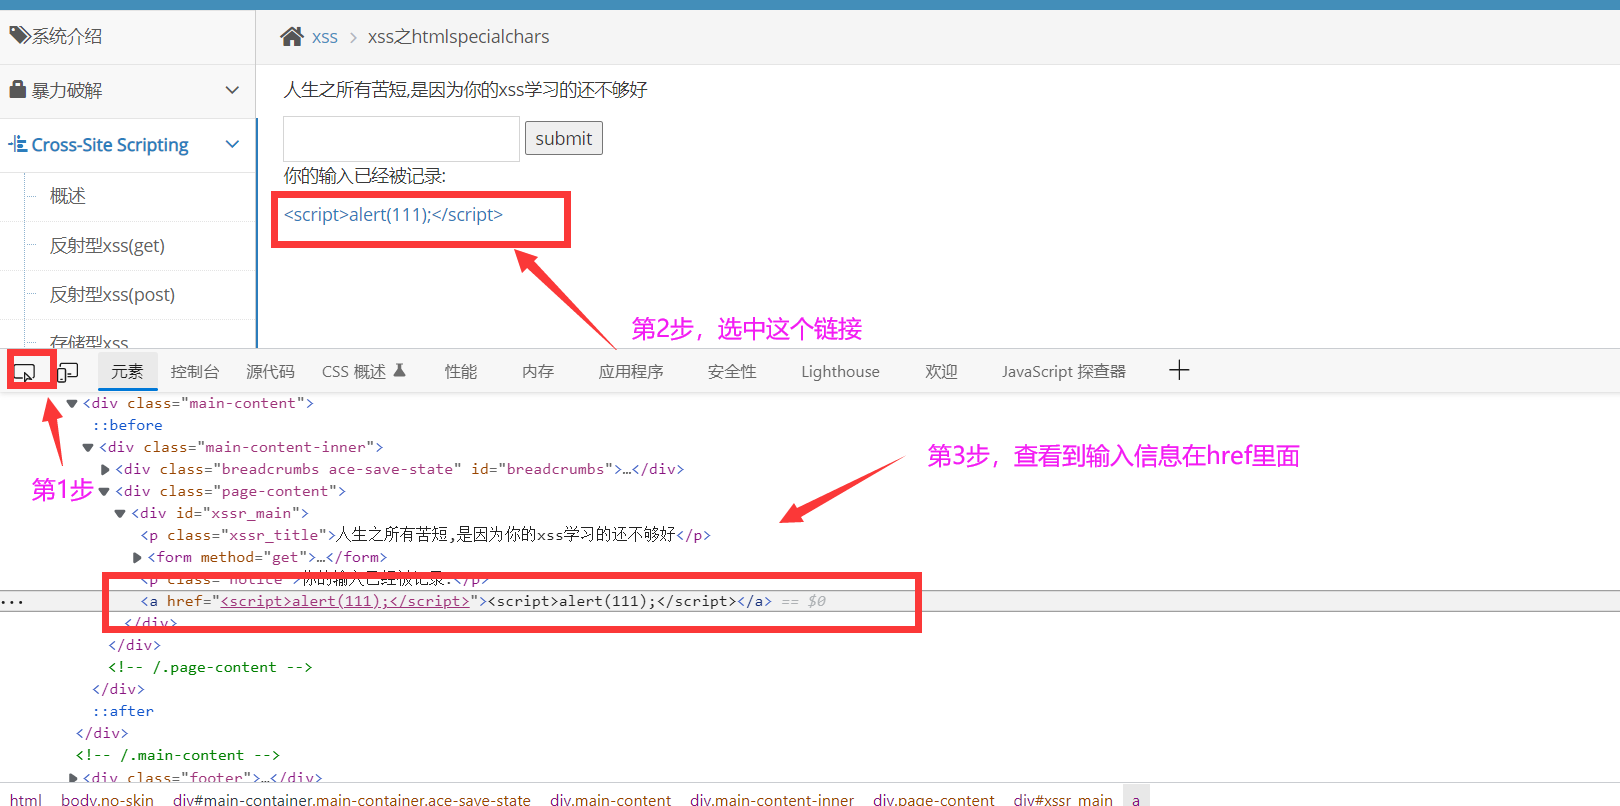 系统介绍
xss > xss之htmlspecialchars
暴力破解
人生之所有苦短,是因为你的xss学习的还不够好
submit
Cross-Site Scripting
你的输入已经被记录:
概述
<script>alert(111);</script>
反射型xss(get)
反射型xss(post)
第2步，选中这个链接
存储型xss
元素 控制台 源代码 CSS 概述 性能 内存 应用程序 安全性 Lighthouse 欢迎 JavaScript 探查器
<div class="main-content">
::before
<div class="main-content-inner">
第3步，查看到输入信息在href里面
<div class="breadcrumbs ace-save-state" id="breadcrumbs">…</div>
第1步
<div class="page-content">
<div id="xssr_main">
<p class="xssr_title">人生之所有苦短,是因为你的xss学习的还不够好</p>
<form method="get">…</form>
<p class="notice">你的输入已经被记录:</p>
... <a href="<script>alert(111);</script>"><script>alert(111);</script></a> == $0
</div>
</div>
<!-- /.page-content -->
</div>
::after
</div>
<!-- /.main-content -->
<div class="footer">…</div>
html body.no-skin div#main-container.main-container.ace-save-state div.main-content div.main-content-inner div.page-content div#xssr_main a